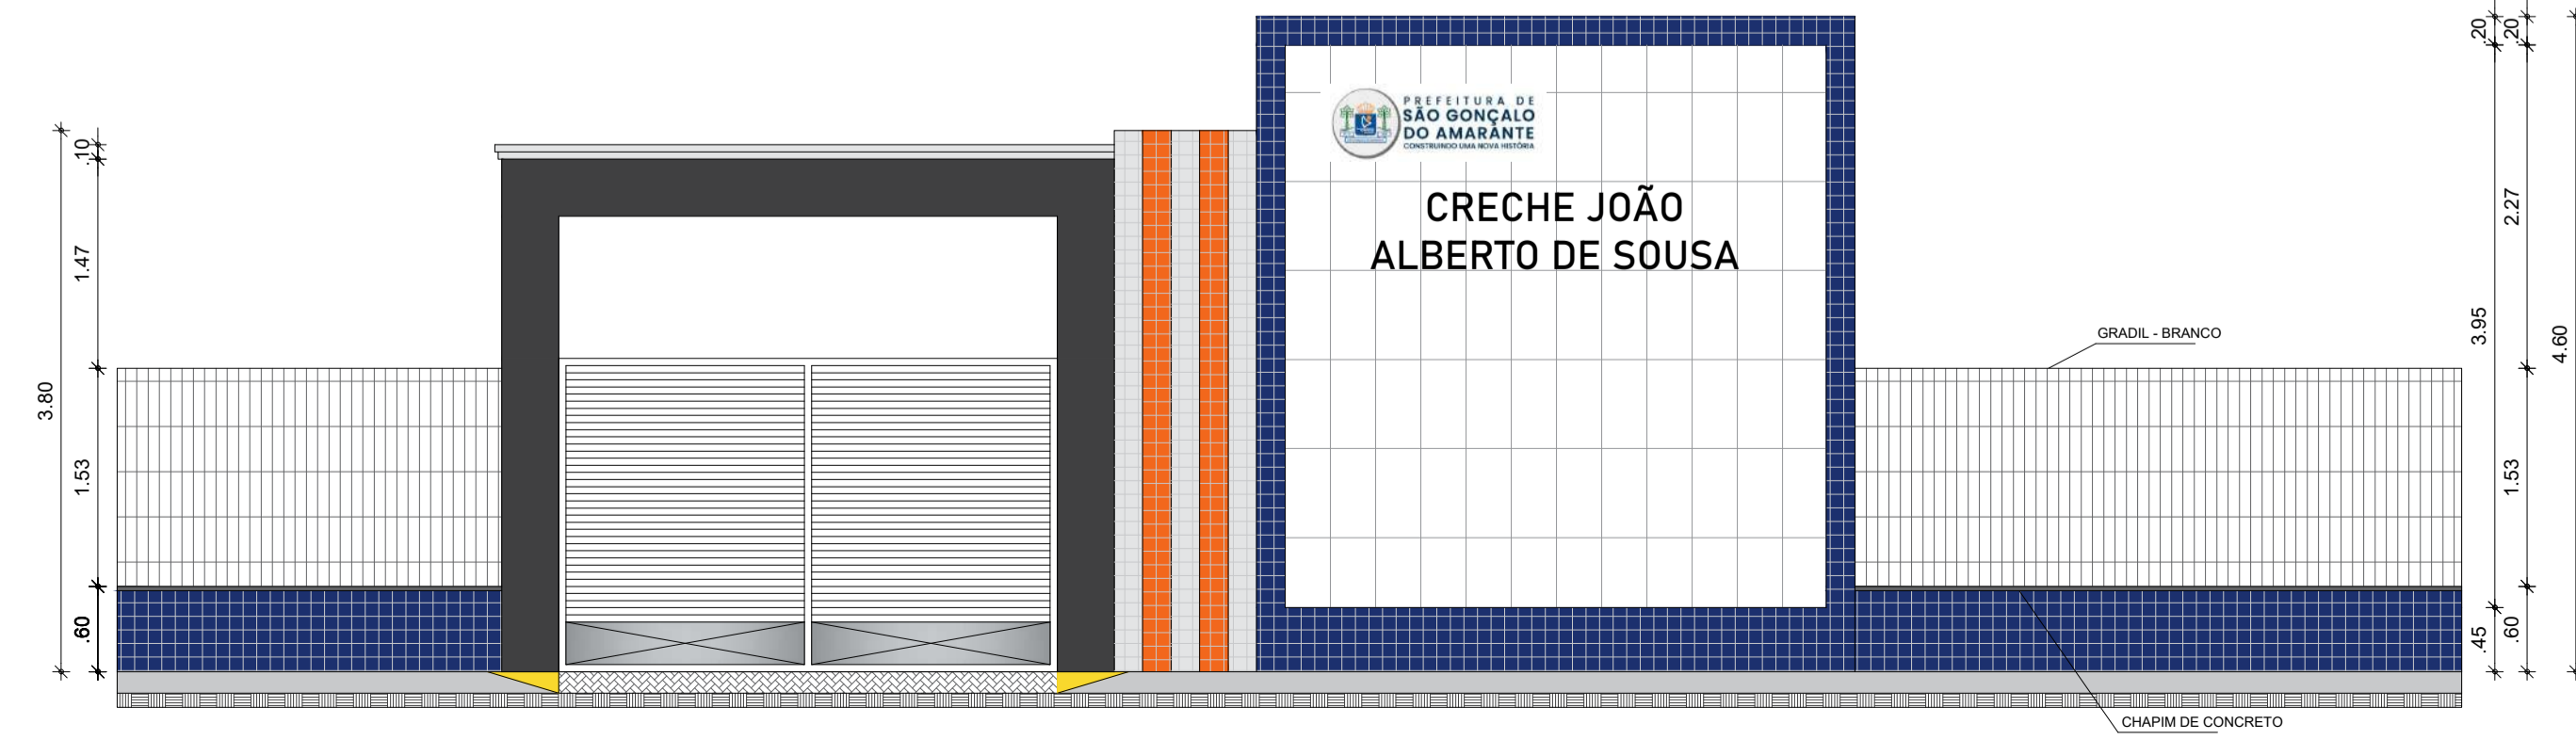 PREFEITURA DE
SÃO GONÇALO
DO AMARANTE
CONSTRUINDO UMA NOVA HISTÓRIA
CRECHE JOÃO
ALBERTO DE SOUSA
GRADIL - BRANCO
CHAPIM DE CONCRETO
3.80
.10
1.47
1.53
.60
.20
3.95
.45
.20
2.27
1.53
.60
4.60